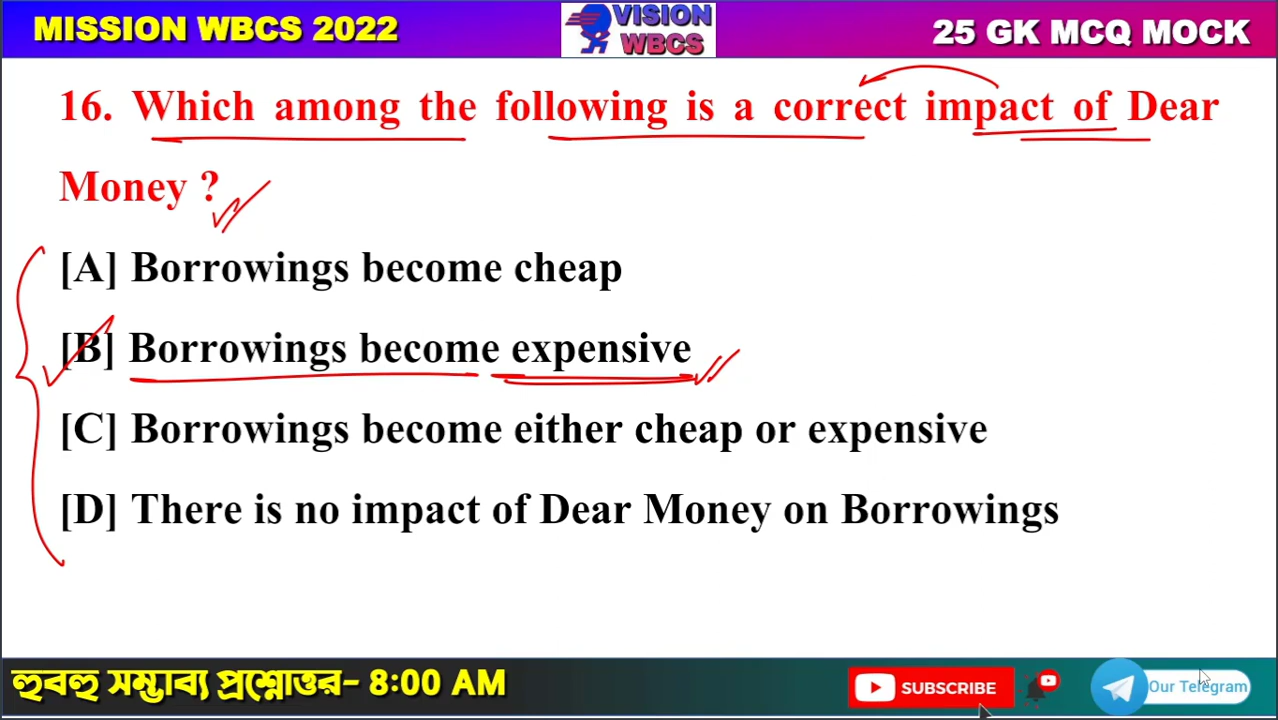 MISSION WBCS 2022
VISION
WBCS
25 GK MCQ MOCK
16. Which among the following is a correct impact of Dear
Money ?
[A] Borrowings become cheap
[B] Borrowings become expensive
[C] Borrowings become either cheap or expensive
[D] There is no impact of Dear Money on Borrowings
হুবহু সম্ভাব্য প্রশ্নোত্তর- 8:00 AM
SUBSCRIBE
Our Telegram